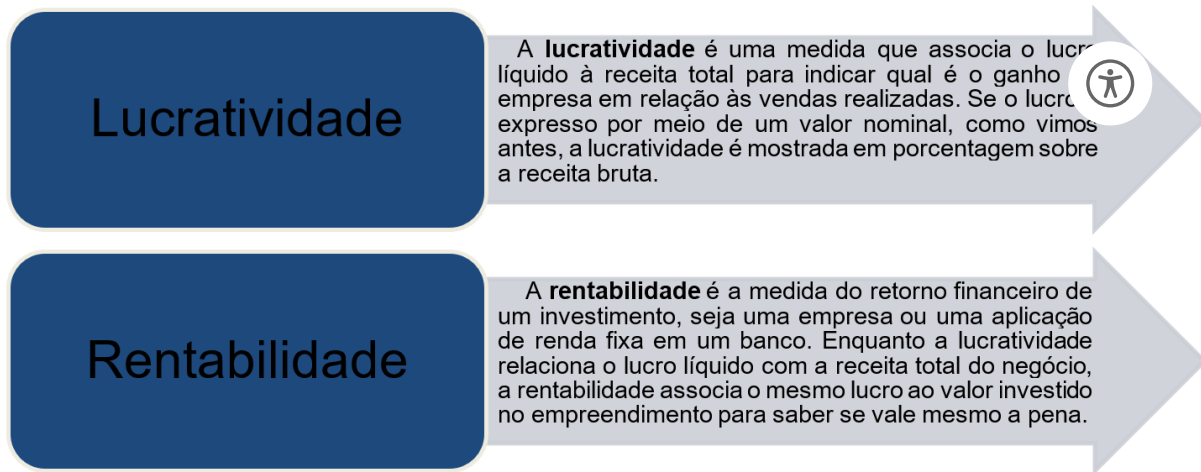 Lucratividade
A lucratividade é uma medida que associa o
líquido à receita total para indicar qual é o ganho
empresa em relação às vendas realizadas. Se o lucro
expresso por meio de um valor nominal, como vimos
antes, a lucratividade é mostrada em porcentagem sobre
a receita bruta.
Rentabilidade
A rentabilidade é a medida do retorno financeiro de
um investimento, seja uma empresa ou uma aplicação
de renda fixa em um banco. Enquanto a lucratividade
relaciona o lucro líquido com a receita total do negócio,
a rentabilidade associa o mesmo lucro ao valor investido
no empreendimento para saber se vale mesmo a pena.